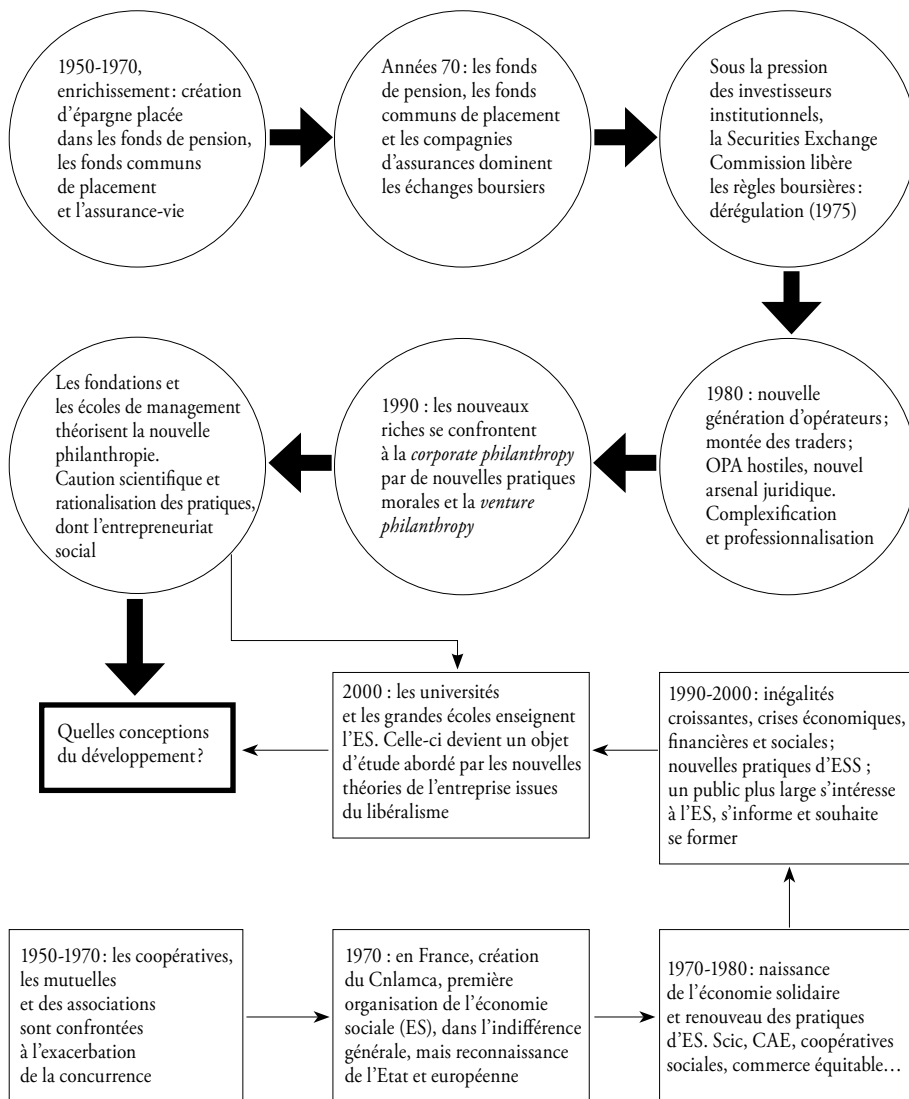 1950-1970,
enrichissement : création
d’épargne placée
dans les fonds de pension,
les fonds communs
de placement
et l’assurance-vie
Années 70 : les fonds
de pension, les fonds
communs de placement
et les compagnies
d’assurances dominent
les échanges boursiers
Sous la pression
des investisseurs
institutionnels,
la Securities Exchange
Commission libère
les règles boursières :
dérégulation (1975)
1980 : nouvelle
génération d’opérateurs ;
montée des traders ;
OPA hostiles, nouvel
arsenal juridique.
Complexification
et professionnalisation
1990 : les nouveaux
riches se confrontent
à la corporate philanthropy
par de nouvelles pratiques
morales et la venture
philanthropy
Les fondations et
les écoles de management
théorisent la nouvelle
philanthropie.
Caution scientifique et
rationalisation des pratiques,
dont l’entrepreneuriat
social
Quelles conceptions
du développement ?
2000 : les universités
et les grandes écoles enseignent
l’ES. Celle-ci devient un objet
d’étude abordé par les nouvelles
théories de l’entreprise issues
du libéralisme
1990-2000 : inégalités
croissantes, crises économiques,
financières et sociales ;
nouvelles pratiques d’ESS ;
un public plus large s’intéresse
à l’ES, s’informe et souhaite
se former
1950-1970 : les coopératives,
les mutuelles
et des associations
sont confrontées
à l’exacerbation
de la concurrence
1970 : en France, création
du Cnlamca, première
organisation de l’économie
sociale (ES), dans l’indifférence
générale, mais reconnaissance
de l’Etat et européenne
1970-1980 : naissance
de l’économie solidaire
et renouveau des pratiques
d’ES. Scic, CAE, coopératives
sociales, commerce équitable…